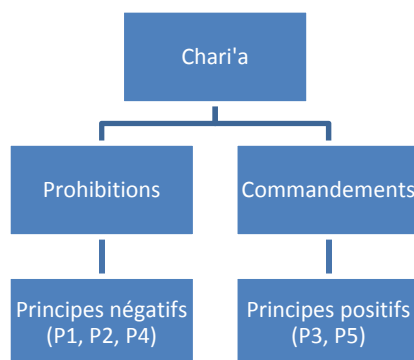 Chari'a
Prohibitions
Commandements
Principes négatifs
(P1, P2, P4)
Principes positifs
(P3, P5)